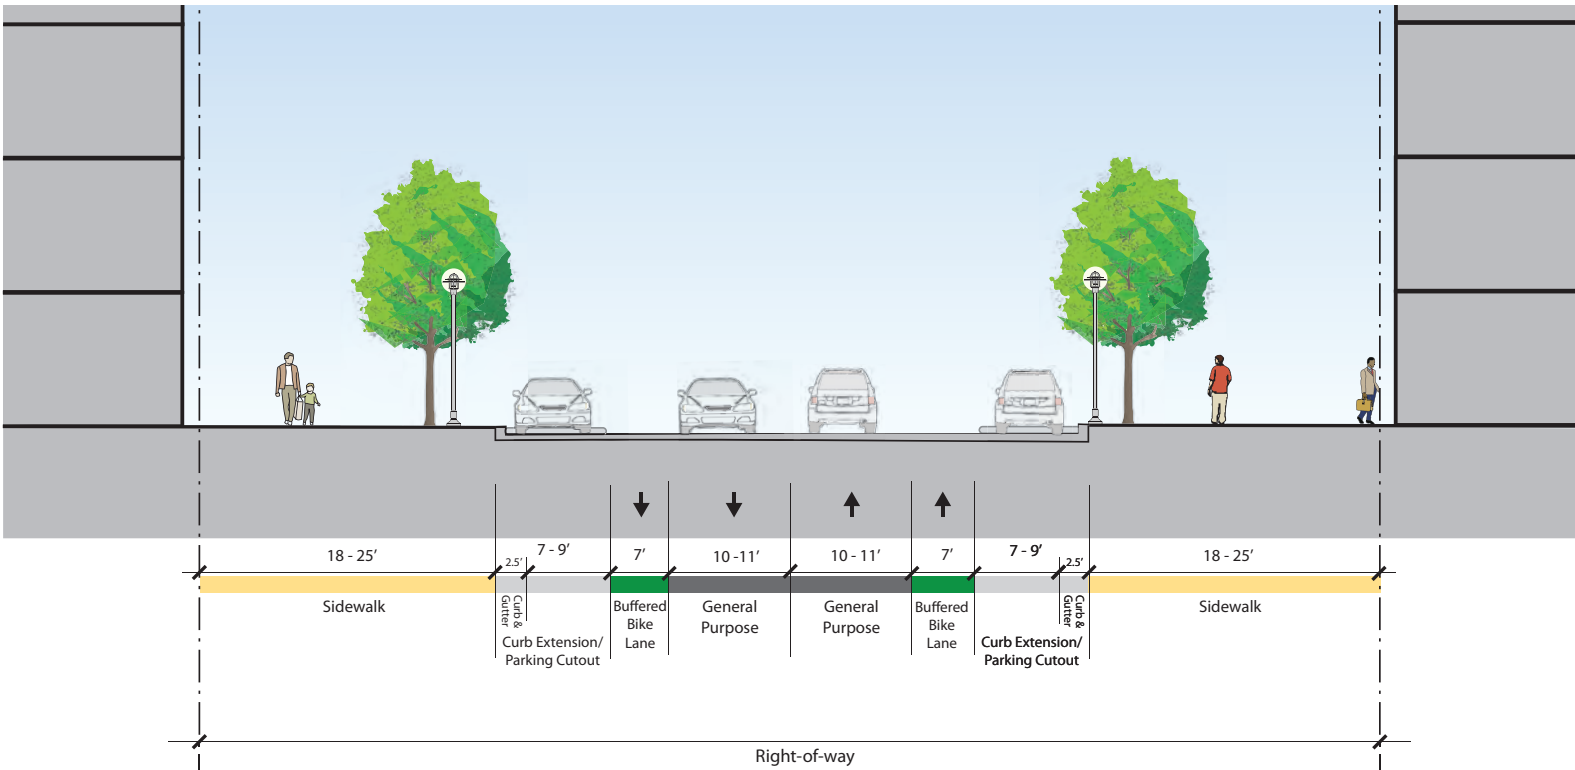 18 - 25’
2.5’
7 - 9’
7’
10 -11’
10 - 11’
7’
7 - 9’
2.5’
18 - 25’
Sidewalk
Curb &
Gutter
Curb Extension/
Parking Cutout
Buffered
Bike
Lane
General
Purpose
General
Purpose
Buffered
Bike
Lane
Curb Extension/
Parking Cutout
Curb &
Gutter
Sidewalk
Right-of-way